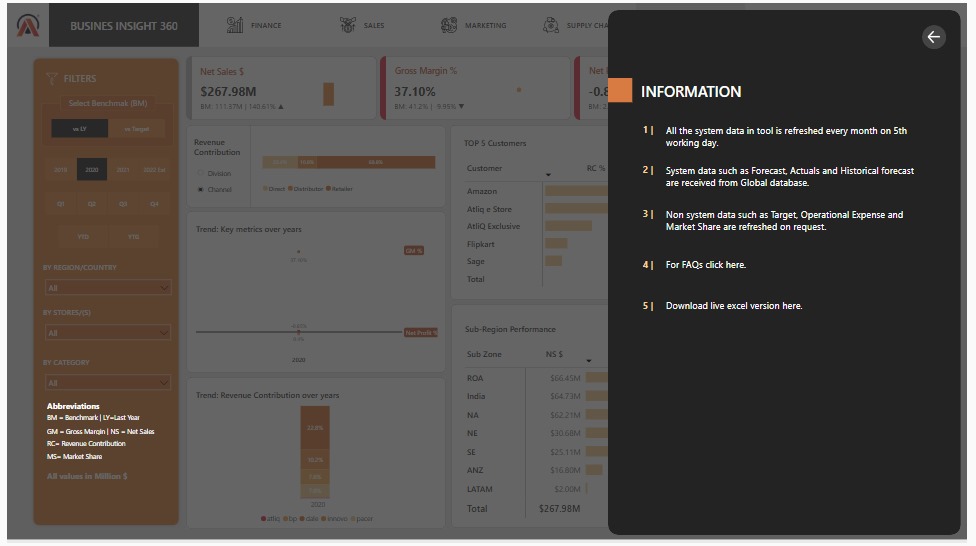 BUSINES INSIGHT 360
FINANCE
SALES
MARKETING
SUPPLY CHA
FILTERS
Select Benchmark (BM)
vs LY
vs Target
2019
2020
2021
2022 Est
Q1
Q2
Q3
Q4
YTD
YTG
BY REGION/COUNTRY
All
BY STORES/(S)
All
BY CATEGORY
All
Abbreviations
BM = Benchmark | LY=Last Year
GM = Gross Margin | NS = Net Sales
RC= Revenue Contribution
MS= Market Share
All values in Million $
Net Sales $
$267.98M
BM: 111.37M | 140.61% ▲
Gross Margin %
37.10%
BM: 41.2% | -9.95% ▼
Net
-0.8
BM: 2.
Revenue
Contribution
Division
Channel
Direct
Distributor
Retailer
Trend: Key metrics over years
GM %
Net Profit %
2020
Trend: Revenue Contribution over years
2020
atliq
bp
dale
innovo
pacer
TOP 5 Customers
Customer
RC %
Amazon
Atliq e Store
AtliQ Exclusive
Flipkart
Sage
Total
Sub-Region Performance
Sub Zone
NS $
ROA $66.45M
India $64.73M
NA $62.21M
NE $30.68M
SE $25.11M
ANZ $16.80M
LATAM $2.00M
Total $267.98M
INFORMATION
1 | All the system data in tool is refreshed every month on 5th
working day.
2 | System data such as Forecast, Actuals and Historical forecast
are received from Global database.
3 | Non system data such as Target, Operational Expense and
Market Share are refreshed on request.
4 | For FAQs click here.
5 | Download live excel version here.